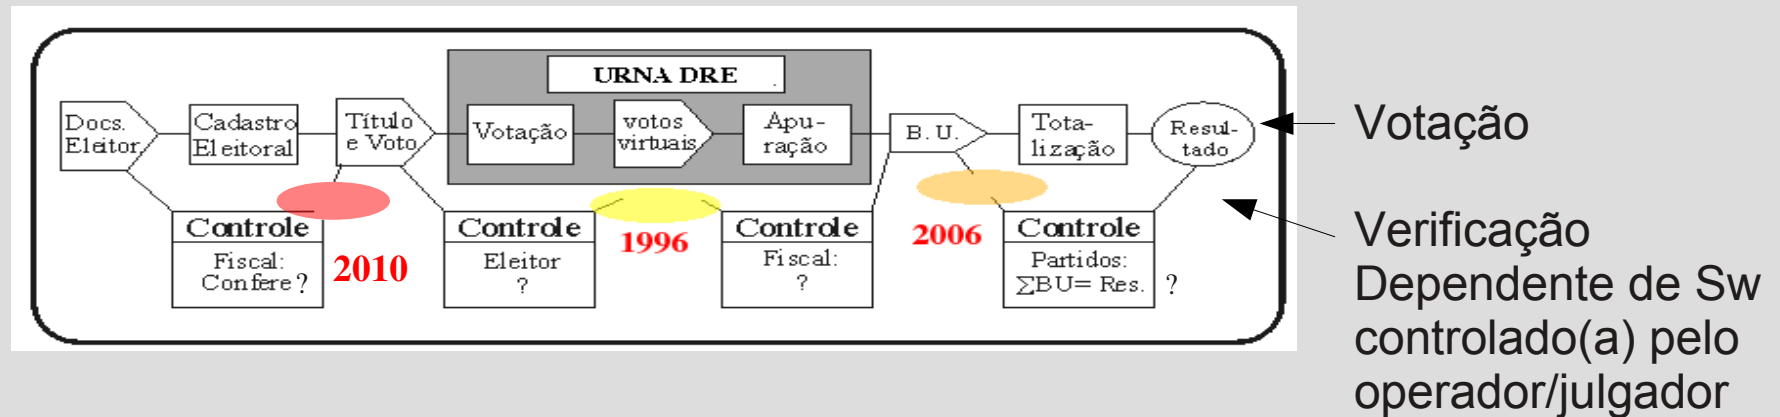 URNA DRE
Docs.
Eleitor
Cadastro
Eleitoral
Título
e Voto
Votação
votos
virtuais
Apu-
ração
B. U.
Tota-
lização
Resul-
tado
Controle
Fiscal:
Confere?
2010
Controle
Eleitor
?
1996
Controle
Fiscal:
?
2006
Controle
Partidos:
∑BU= Res. ?
Votação
Verificação
Dependente de Sw
controlado(a) pelo
operador/julgador